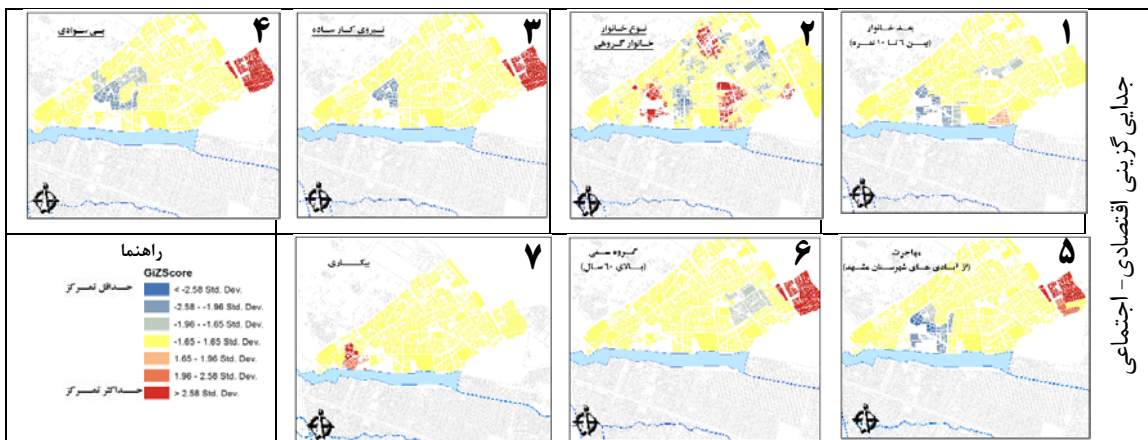 جدایی گزینی اقتصادی- اجتماعی
۱
بعد خانوار
(بین ۶ تا ۱۰ نفره)
۲
نوع خانوار
خانوار گروهی
۳
نیروی کار ساده
۴
بی سوادی
۵
مهاجرت
(از آبادی های شهرستان مشهد)
۶
گروه سنی
(بالای ۶۰ سال)
۷
بیکاری
راهنما
GiZScore
حداقل تمرکز
< -2.58 Std. Dev.
-2.58 - -1.96 Std. Dev.
-1.96 - -1.65 Std. Dev.
-1.65 - 1.65 Std. Dev.
1.65 - 1.96 Std. Dev.
1.96 - 2.58 Std. Dev.
حداکثر تمرکز
> 2.58 Std. Dev.